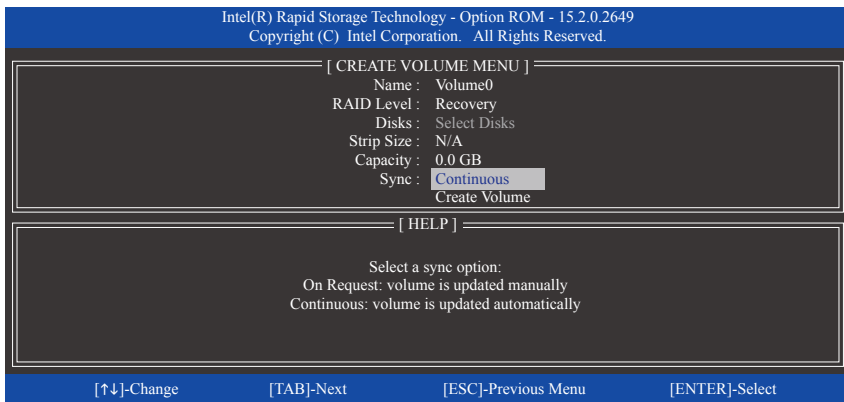 Intel(R) Rapid Storage Technology - Option ROM - 15.2.0.2649
Copyright (C) Intel Corporation. All Rights Reserved.
[ CREATE VOLUME MENU ]
Name : Volume0
RAID Level : Recovery
Disks : Select Disks
Strip Size : N/A
Capacity : 0.0 GB
Sync : Continuous
Create Volume
[ HELP ]
Select a sync option:
On Request: volume is updated manually
Continuous: volume is updated automatically
[↑↓]-Change [TAB]-Next [ESC]-Previous Menu [ENTER]-Select